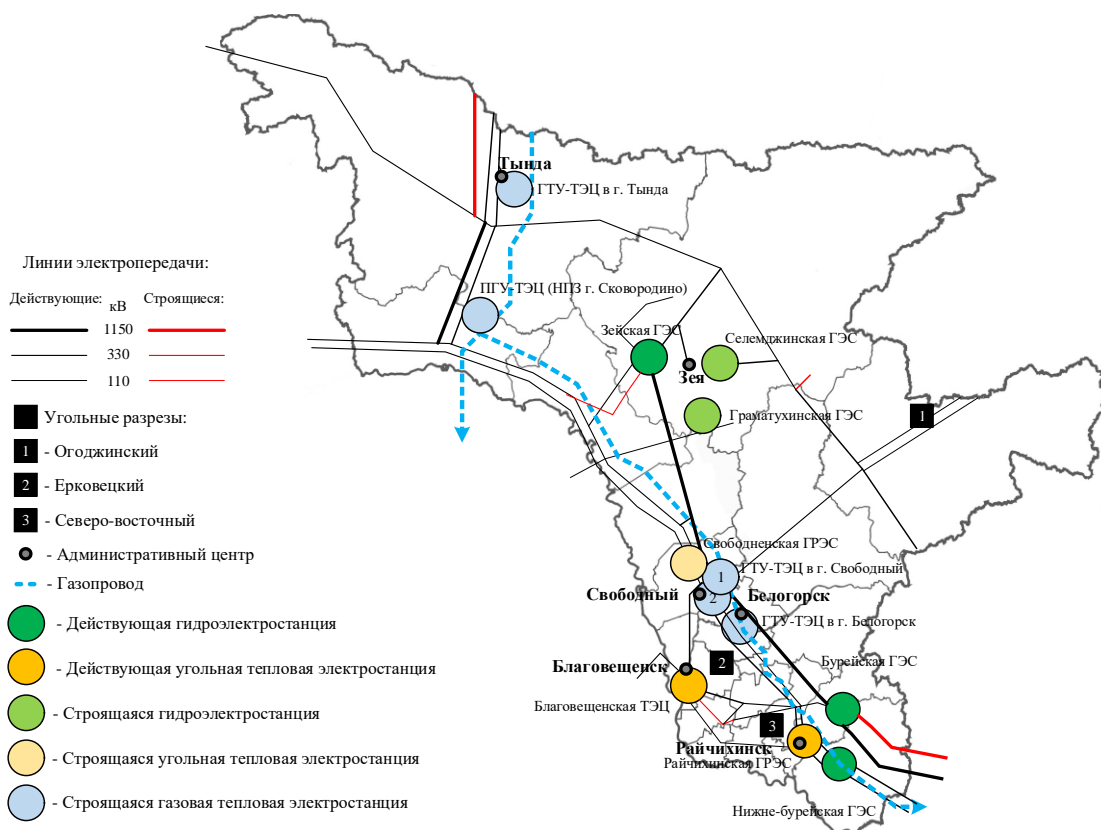 Тында
ГТУ-ТЭЦ в г. Тында
Линии электропередачи:
Действующие: кВ Строящиеся:
1150
330
110
Угольные разрезы:
1 - Огоджинский
2 - Ерковецкий
3 - Северо-восточный
- Административный центр
- Газопровод
- Действующая гидроэлектростанция
- Действующая угольная тепловая электростанция
- Строящаяся гидроэлектростанция
- Строящаяся угольная тепловая электростанция
- Строящаяся газовая тепловая электростанция
ПГУ-ТЭЦ (НПЗ г. Сковородино)
Зейская ГЭС
Селемджинская ГЭС
Зея
Граматухинская ГЭС
1
Свободненская ГРЭС
1
ГТУ-ТЭЦ в г. Свободный
Свободный
2
Белогорск
ГТУ-ТЭЦ в г. Белогорск
Благовещенск
2
Бурейская ГЭС
Благовещенская ТЭЦ
3
Райчихинск
Райчихинская ГРЭС
Нижне-бурейская ГЭС